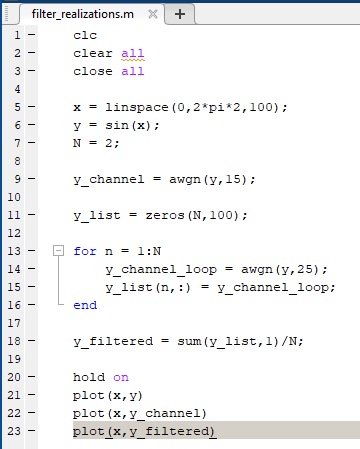 filter_realizations.m × +
1 – clc
2 – clear all
3 – close all
4
5 – x = linspace(0,2*pi*2,100);
6 – y = sin(x);
7 – N = 2;
8
9 – y_channel = awgn(y,15);
10
11 – y_list = zeros(N,100);
12
13 – for n = 1:N
14 – y_channel_loop = awgn(y,25);
15 – y_list(n,:) = y_channel_loop;
16 – end
17
18 – y_filtered = sum(y_list,1)/N;
19
20 – hold on
21 – plot(x,y)
22 – plot(x,y_channel)
23 – plot(x,y_filtered)